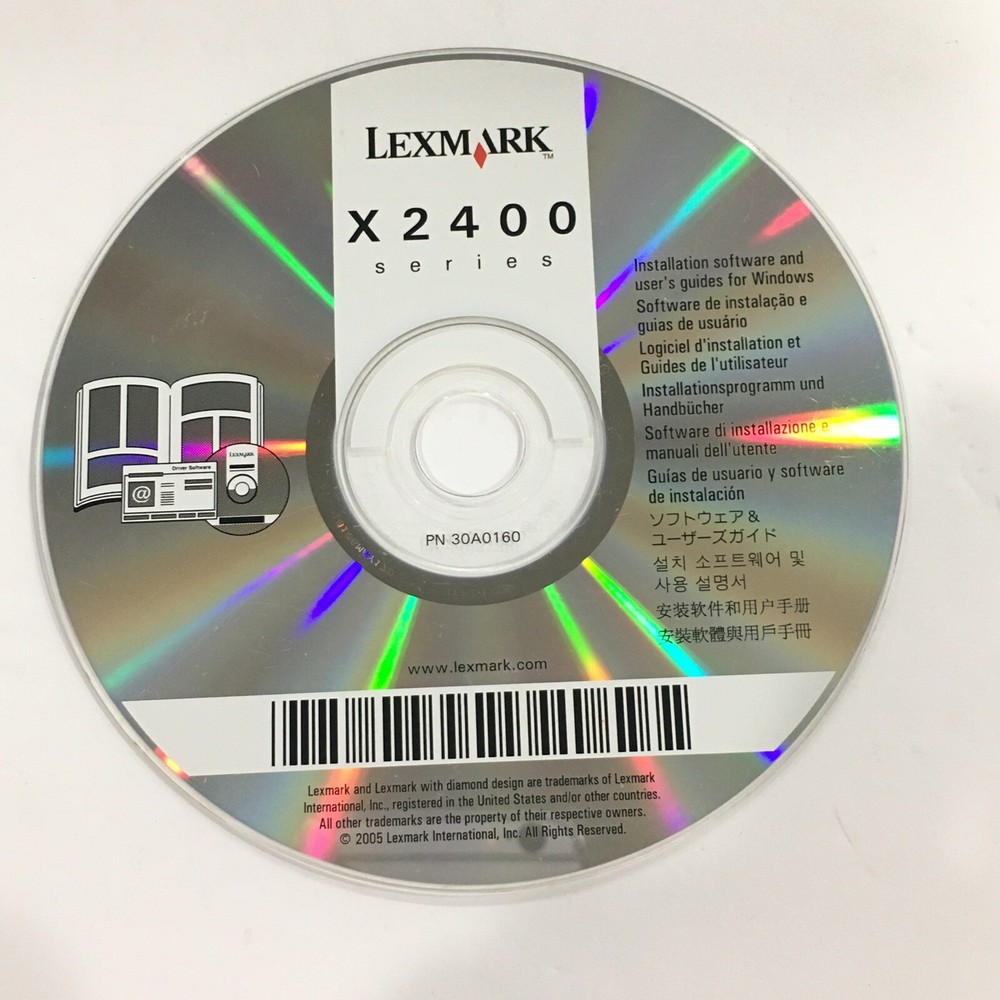 LEXMARK™
X2400
series
Installation software and
user's guides for Windows
Software de instalação e
guias de usuário
Logiciel d'installation et
Guides de l'utilisateur
Installationsprogramm und
Handbücher
Software di installazione e
manuali dell'utente
Guías de usuario y software
de instalación
ソフトウェア &
ユーザーズガイド
설치 소프트웨어 및
사용 설명서
安装软件和用户手册
安裝軟體與用戶手冊
Driver Software
LEXMARK
@
PN 30A0160
www.lexmark.com
Lexmark and Lexmark with diamond design are trademarks of Lexmark
International, Inc., registered in the United States and/or other countries.
All other trademarks are the property of their respective owners.
© 2005 Lexmark International, Inc. All Rights Reserved.